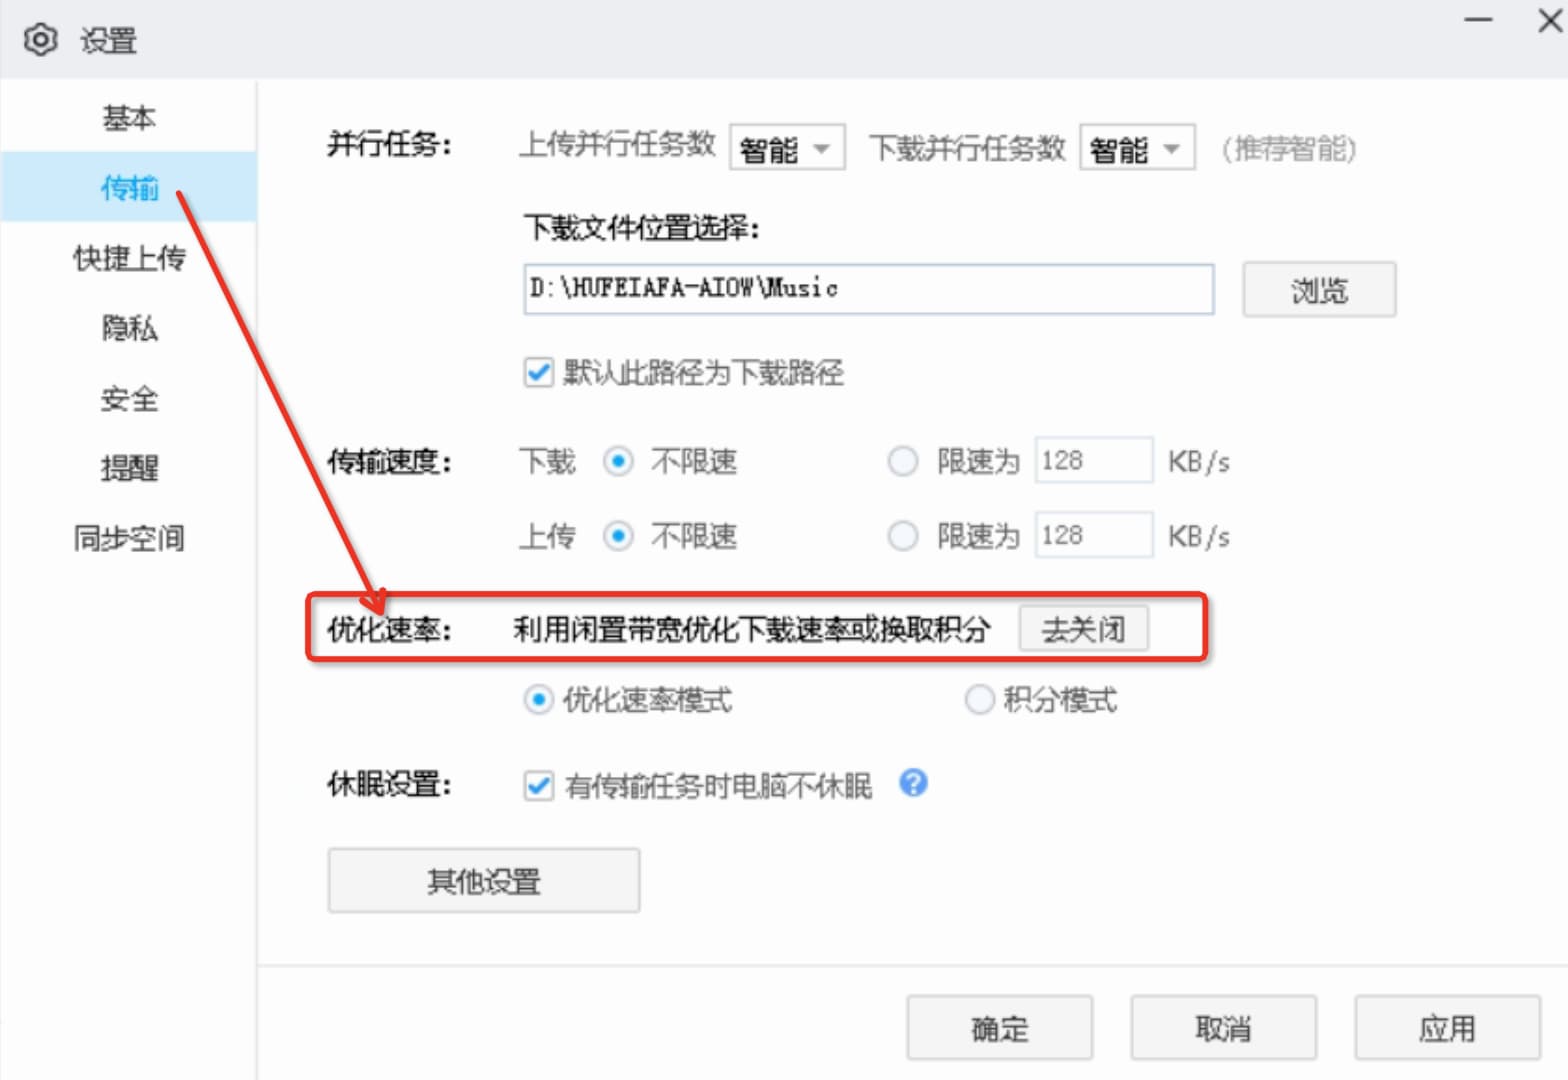 设置
基本
传输
快捷上传
隐私
安全
提醒
同步空间
并行任务: 上传并行任务数 智能 下载并行任务数 智能 (推荐智能)
下载文件位置选择:
D:\HUFEIAFA-AIOW\Music 浏览
默认此路径为下载路径
传输速度: 下载 不限速 限速为 128 KB/s
上传 不限速 限速为 128 KB/s
优化速率: 利用闲置带宽优化下载速率或换取积分 去关闭
优化速率模式 积分模式
休眠设置: 有传输任务时电脑不休眠 ?
其他设置
确定 取消 应用